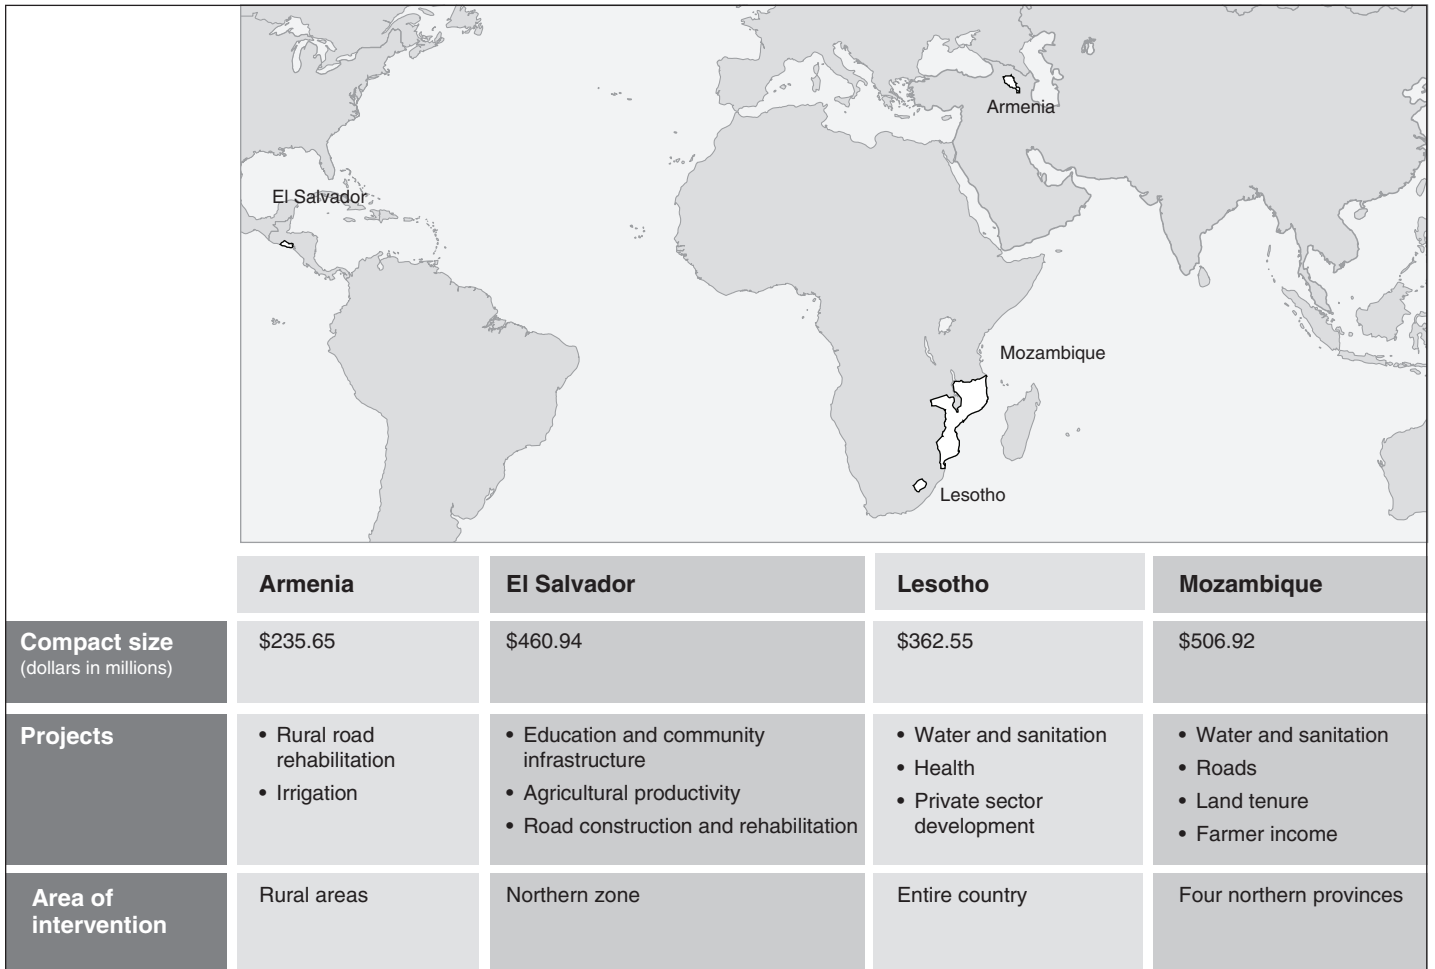 Armenia
El Salvador
Mozambique
Lesotho
Armenia
El Salvador
Lesotho
Mozambique
Compact size
(dollars in millions)
$235.65
$460.94
$362.55
$506.92
Projects
• Rural road
rehabilitation
• Irrigation
• Education and community
infrastructure
• Agricultural productivity
• Road construction and rehabilitation
• Water and sanitation
• Health
• Private sector
development
• Water and sanitation
• Roads
• Land tenure
• Farmer income
Area of
intervention
Rural areas
Northern zone
Entire country
Four northern provinces